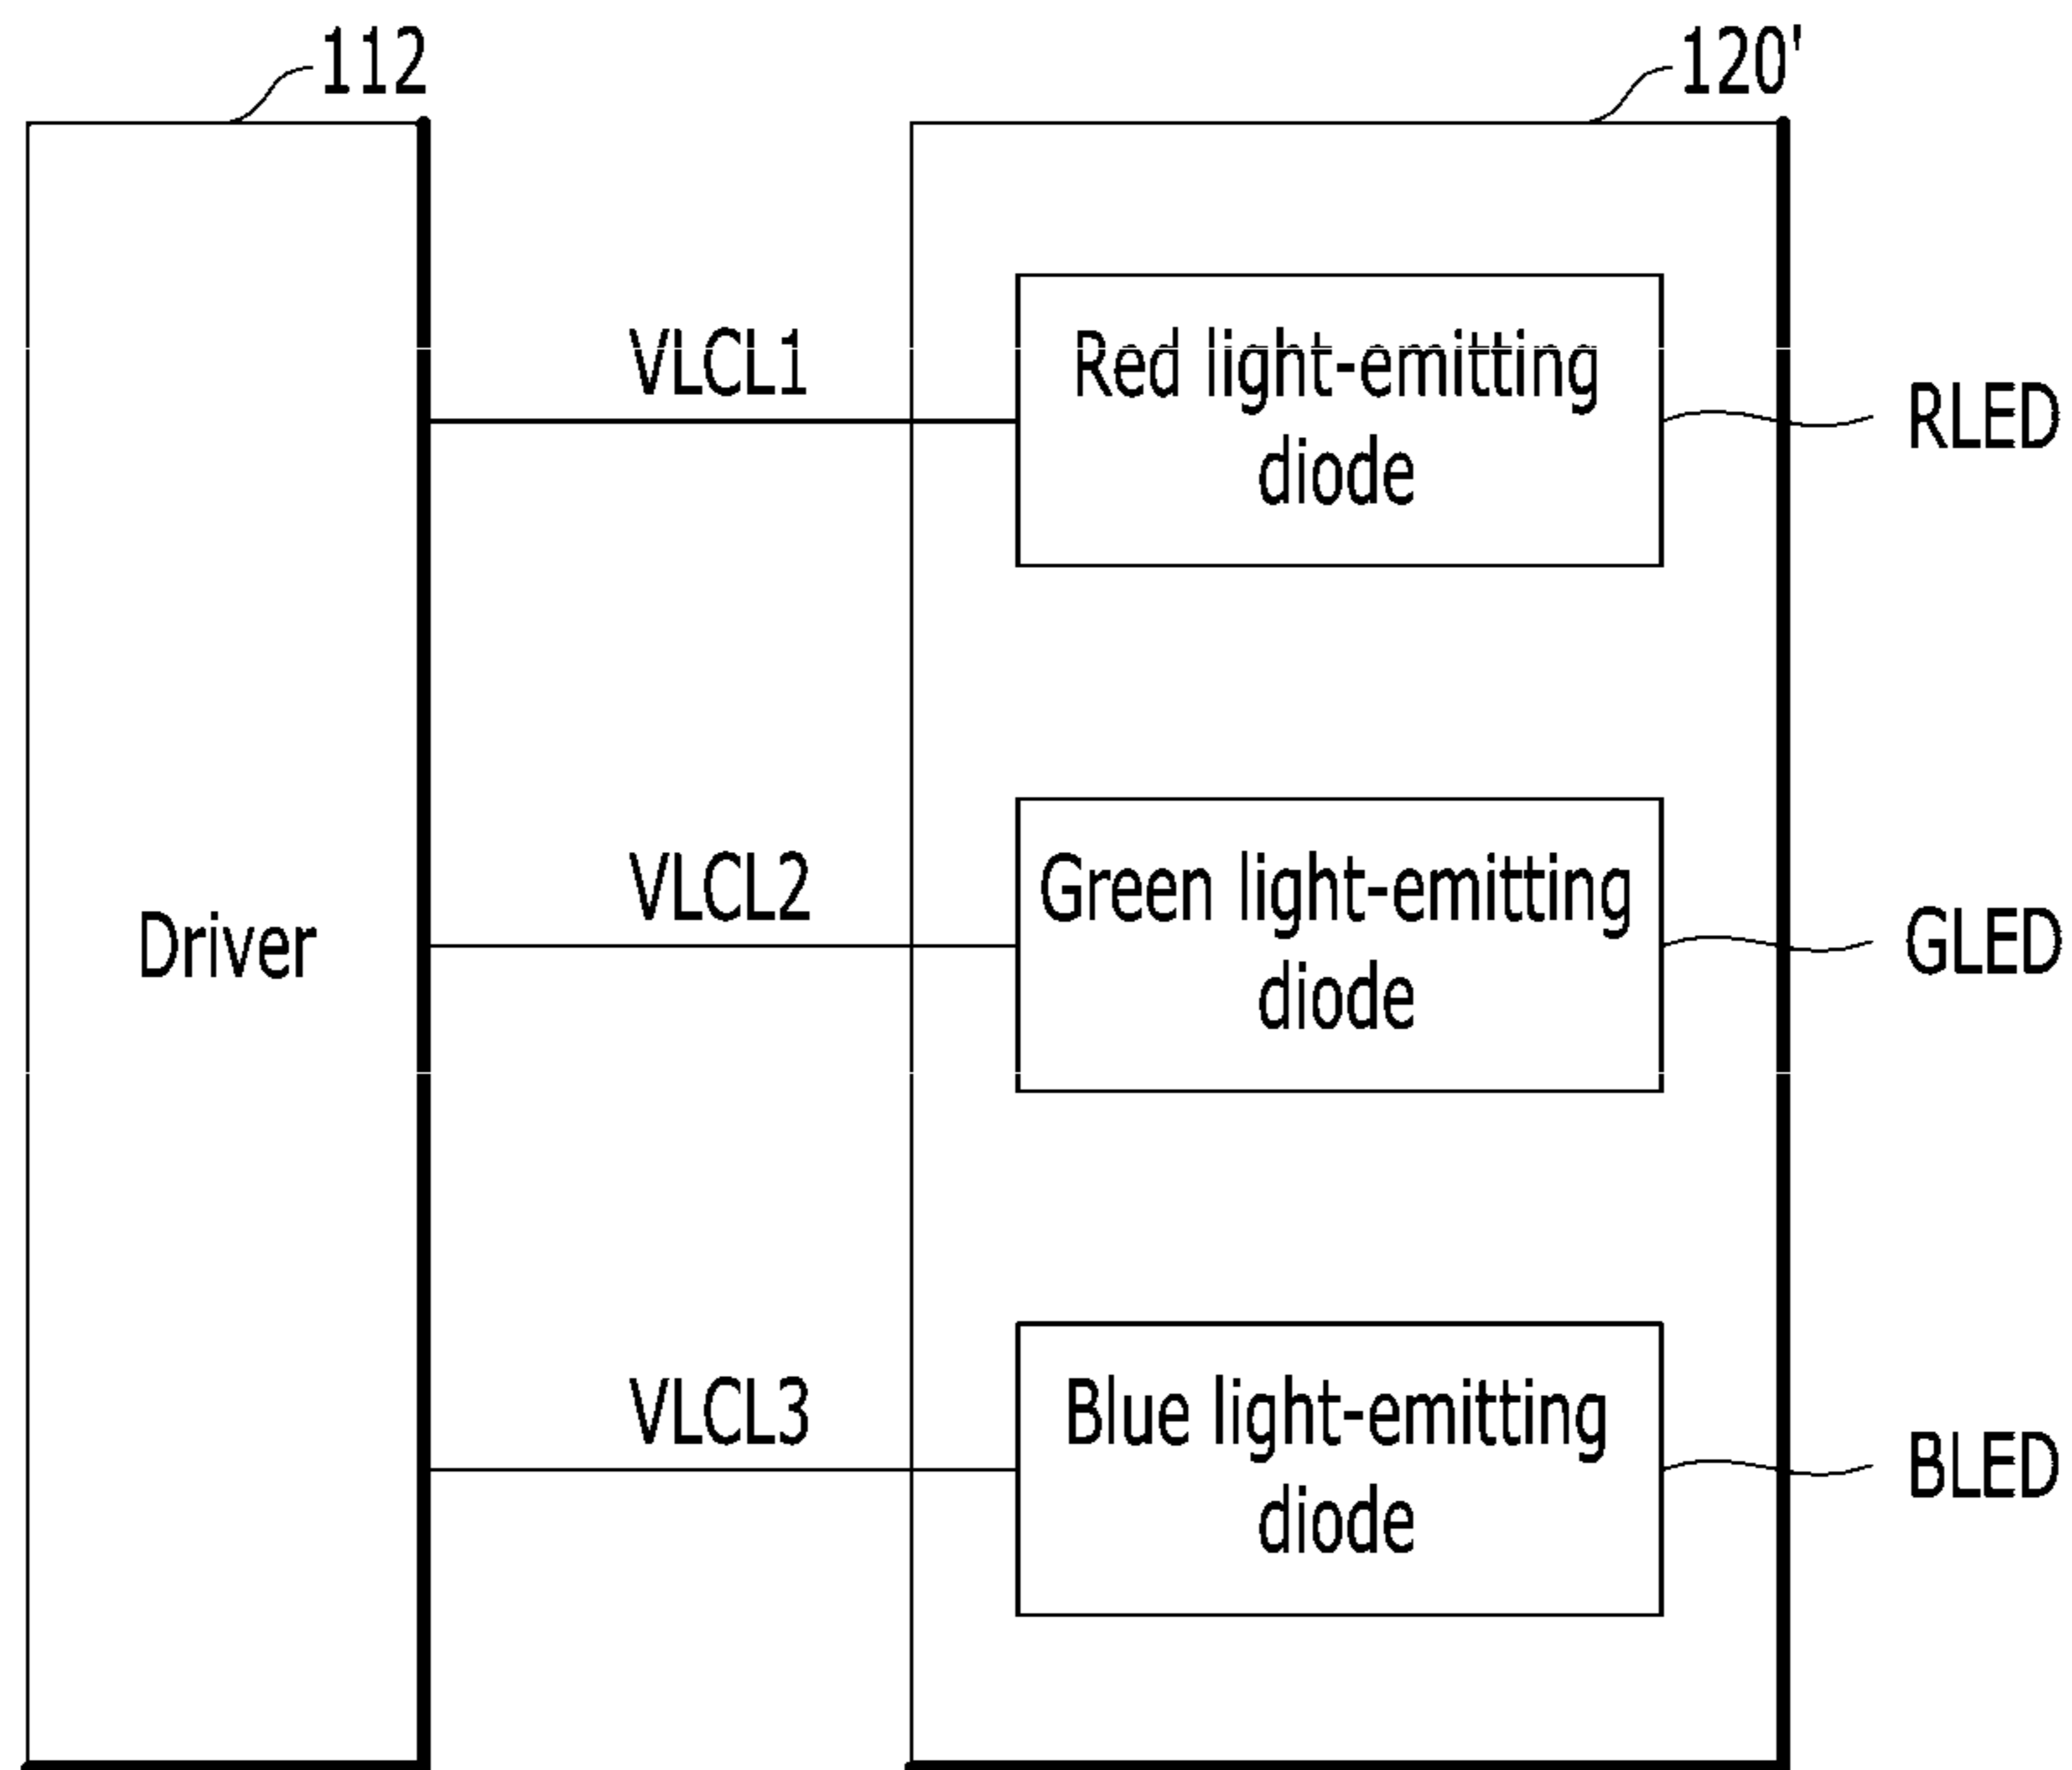 112
120'
VLCL1
Red light-emitting
diode
RLED
Driver
VLCL2
Green light-emitting
diode
GLED
VLCL3
Blue light-emitting
diode
BLED